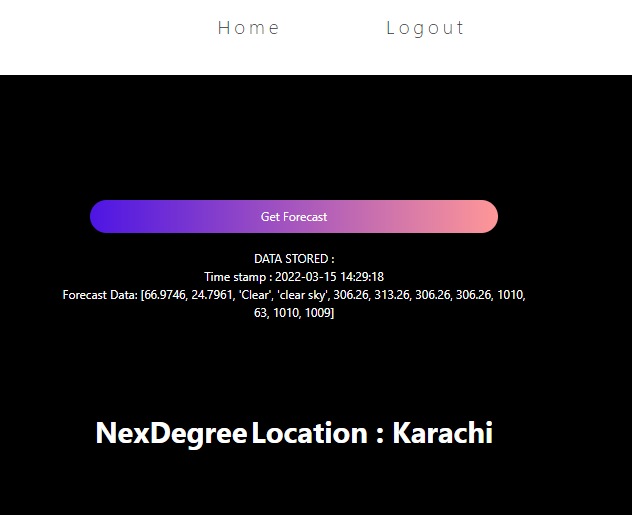 Home Logout
Get Forecast
DATA STORED :
Time stamp : 2022-03-15 14:29:18
Forecast Data: [66.9746, 24.7961, 'Clear', 'clear sky', 306.26, 313.26, 306.26, 306.26, 1010,
63, 1010, 1009]
NexDegree Location : Karachi